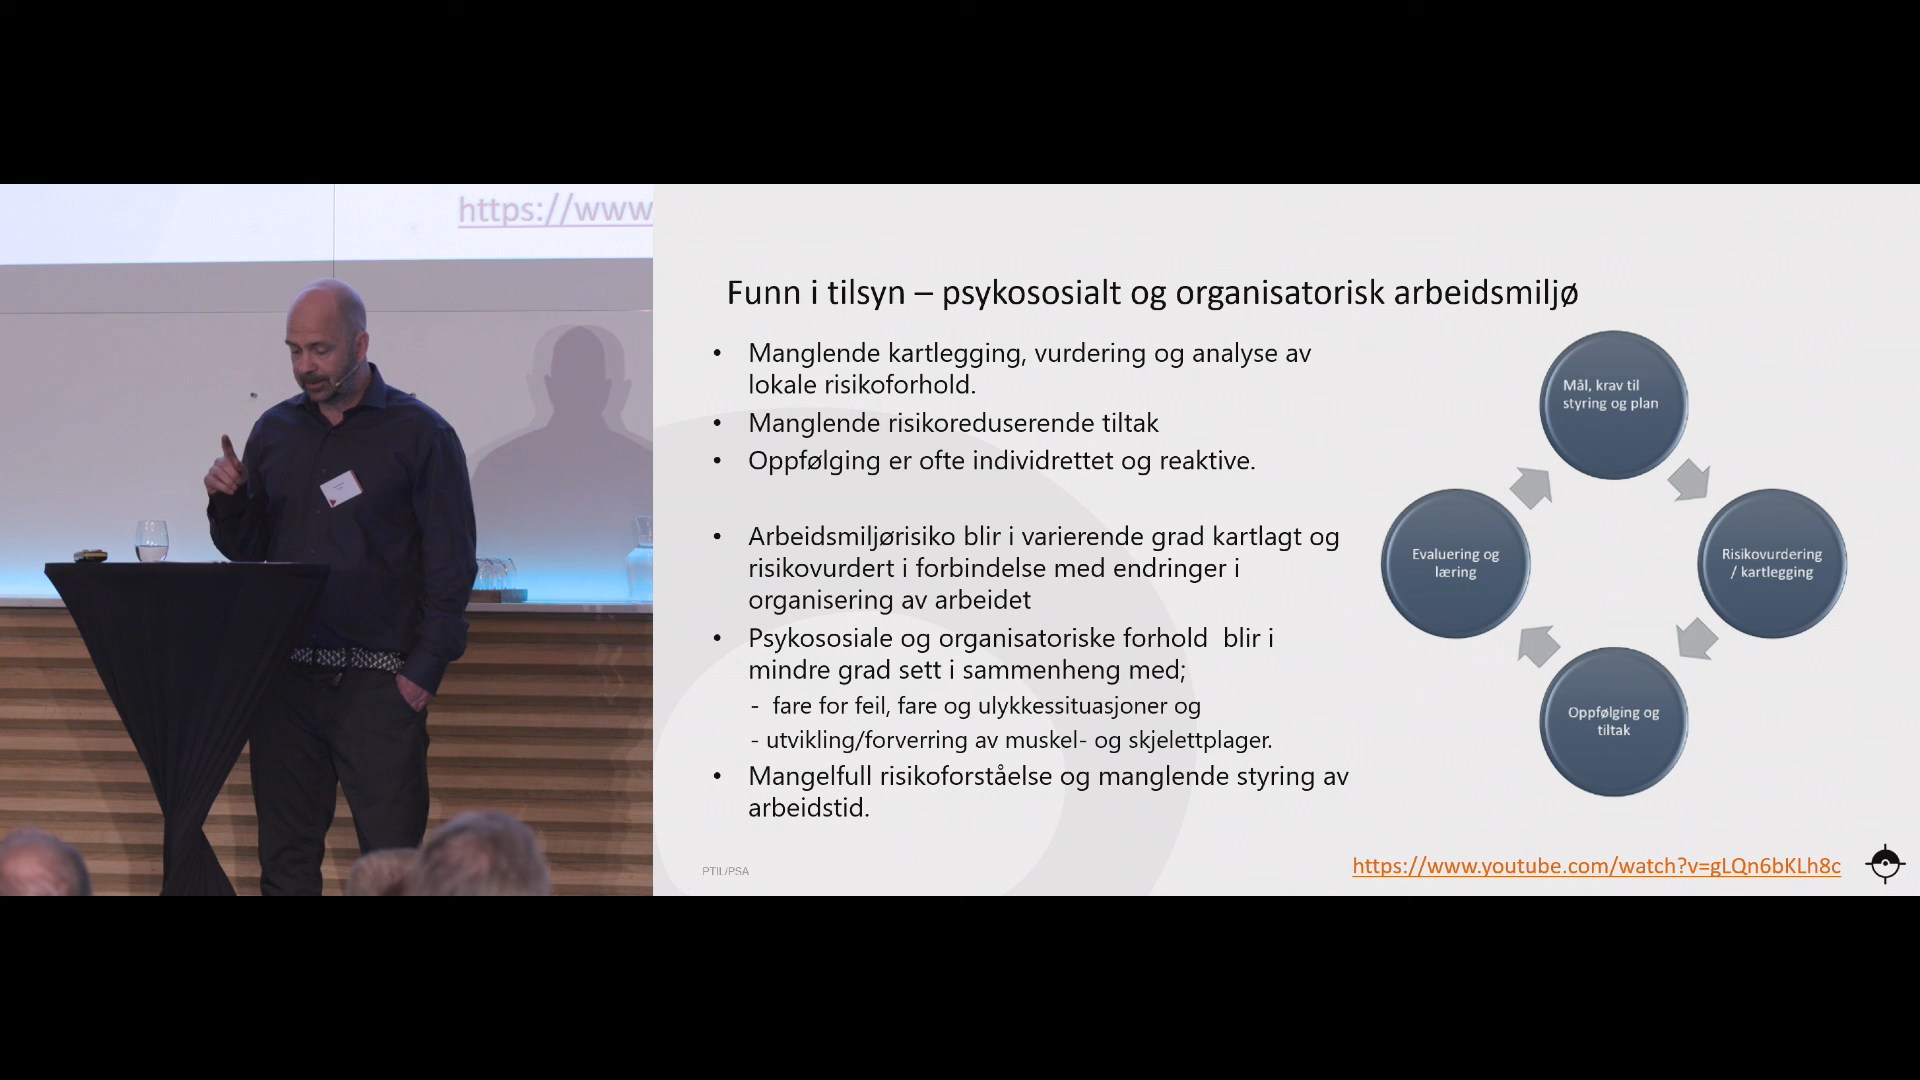 https://www
Funn i tilsyn – psykososialt og organisatorisk arbeidsmiljø
• Manglende kartlegging, vurdering og analyse av
lokale risikoforhold.
• Manglende risikoreduserende tiltak
• Oppfølging er ofte individrettet og reaktive.
• Arbeidsmiljørisiko blir i varierende grad kartlagt og
risikovurdert i forbindelse med endringer i
organisering av arbeidet
• Psykososiale og organisatoriske forhold blir i
mindre grad sett i sammenheng med;
- fare for feil, fare og ulykkessituasjoner og
- utvikling/forverring av muskel- og skjelettplager.
• Mangelfull risikoforståelse og manglende styring av
arbeidstid.
Mål, krav til
styring og plan
Risikovurdering
/ kartlegging
Oppfølging og
tiltak
Evaluering og
læring
PTIL/PSA
https://www.youtube.com/watch?v=gLQn6bKLh8c